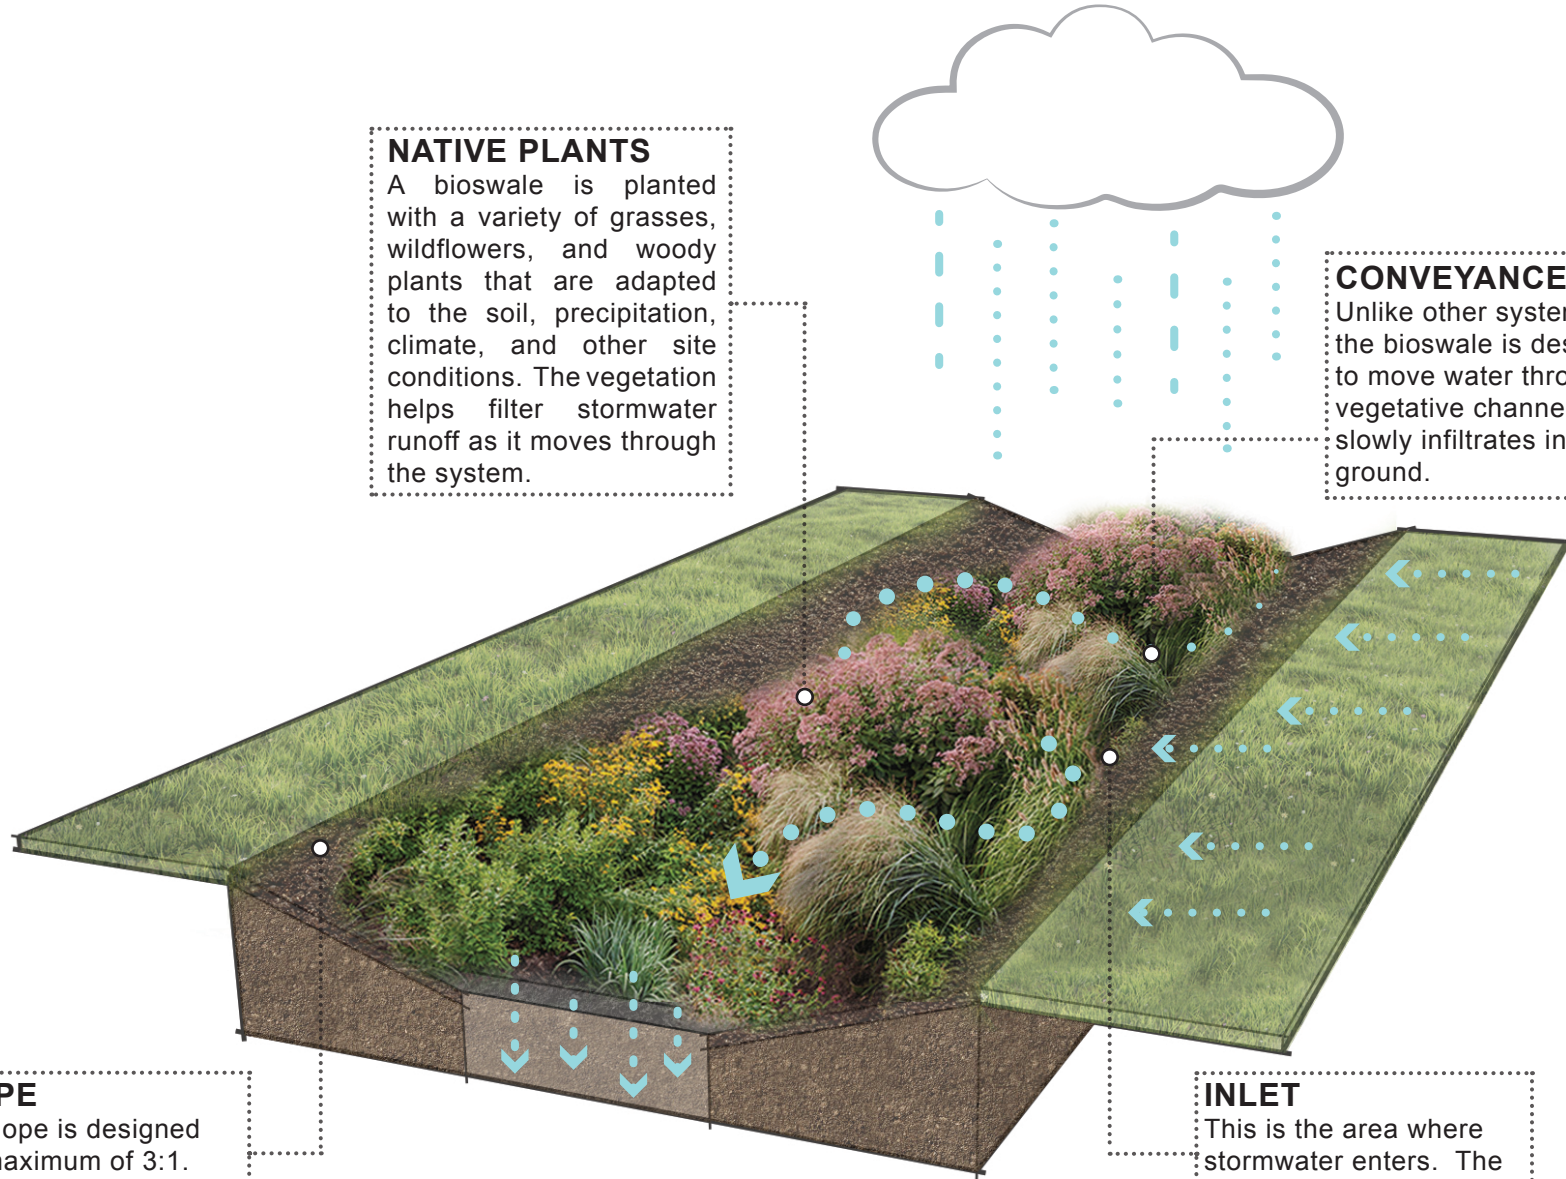 NATIVE PLANTS
A bioswale is planted
with a variety of grasses,
wildflowers, and woody
plants that are adapted
to the soil, precipitation,
climate, and other site
conditions. The vegetation
helps filter stormwater
runoff as it moves through
the system.
CONVEYANCE
Unlike other
the bioswale is
to move water
vegetative
slowly infiltrates
ground.
is designed
of 3:1.
INLET
This is the area where
stormwater enters. The